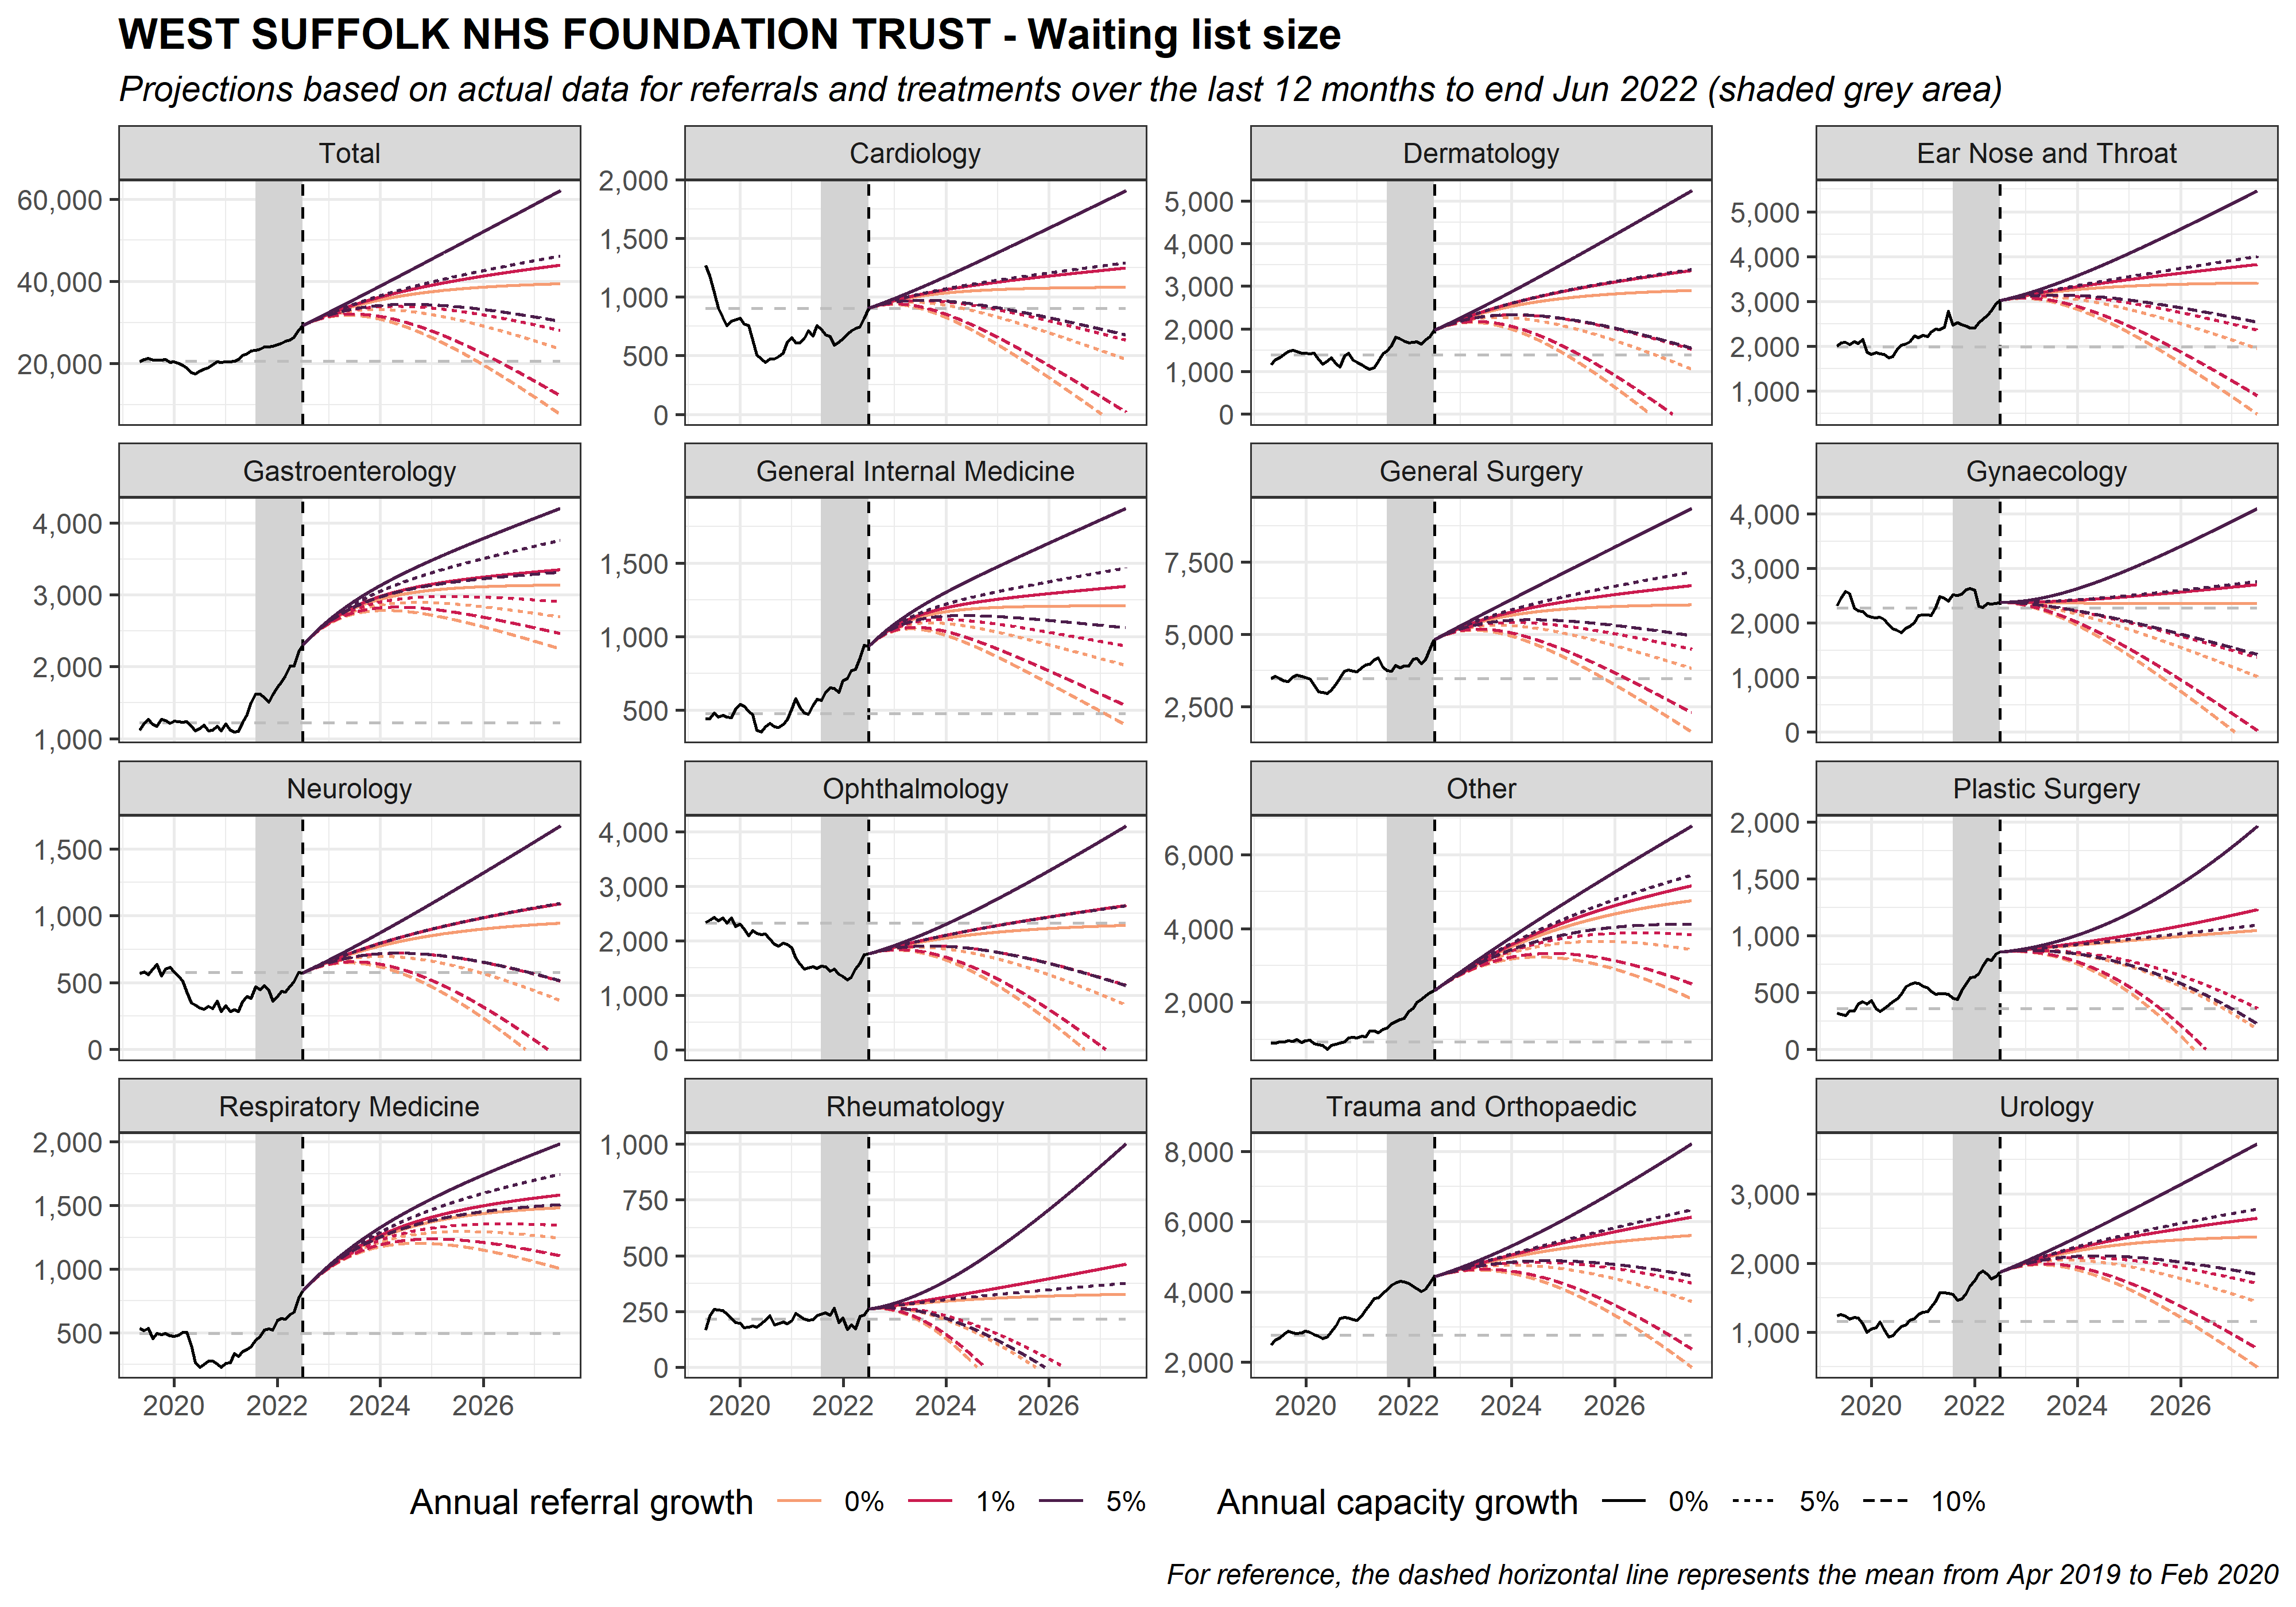 WEST SUFFOLK NHS FOUNDATION TRUST - Waiting list size
Projections based on actual data for referrals and treatments over the last 12 months to end Jun 2022 (shaded grey area)
Total
Cardiology
Dermatology
Ear Nose and Throat
60,000
40,000
20,000
2,000
1,500
1,000
500
0
5,000
4,000
3,000
2,000
1,000
0
5,000
4,000
3,000
2,000
1,000
Gastroenterology
General Internal Medicine
General Surgery
Gynaecology
4,000
3,000
2,000
1,000
1,500
1,000
500
7,500
5,000
2,500
4,000
3,000
2,000
1,000
0
Neurology
Ophthalmology
Other
Plastic Surgery
1,500
1,000
500
0
4,000
3,000
2,000
1,000
0
6,000
4,000
2,000
2,000
1,500
1,000
500
0
Respiratory Medicine
Rheumatology
Trauma and Orthopaedic
Urology
2,000
1,500
1,000
500
1,000
750
500
250
0
8,000
6,000
4,000
2,000
3,000
2,000
1,000
2020 2022 2024 2026
2020 2022 2024 2026
2020 2022 2024 2026
2020 2022 2024 2026
Annual referral growth 0% 1% 5%
Annual capacity growth 0% 5% 10%
For reference, the dashed horizontal line represents the mean from Apr 2019 to Feb 2020